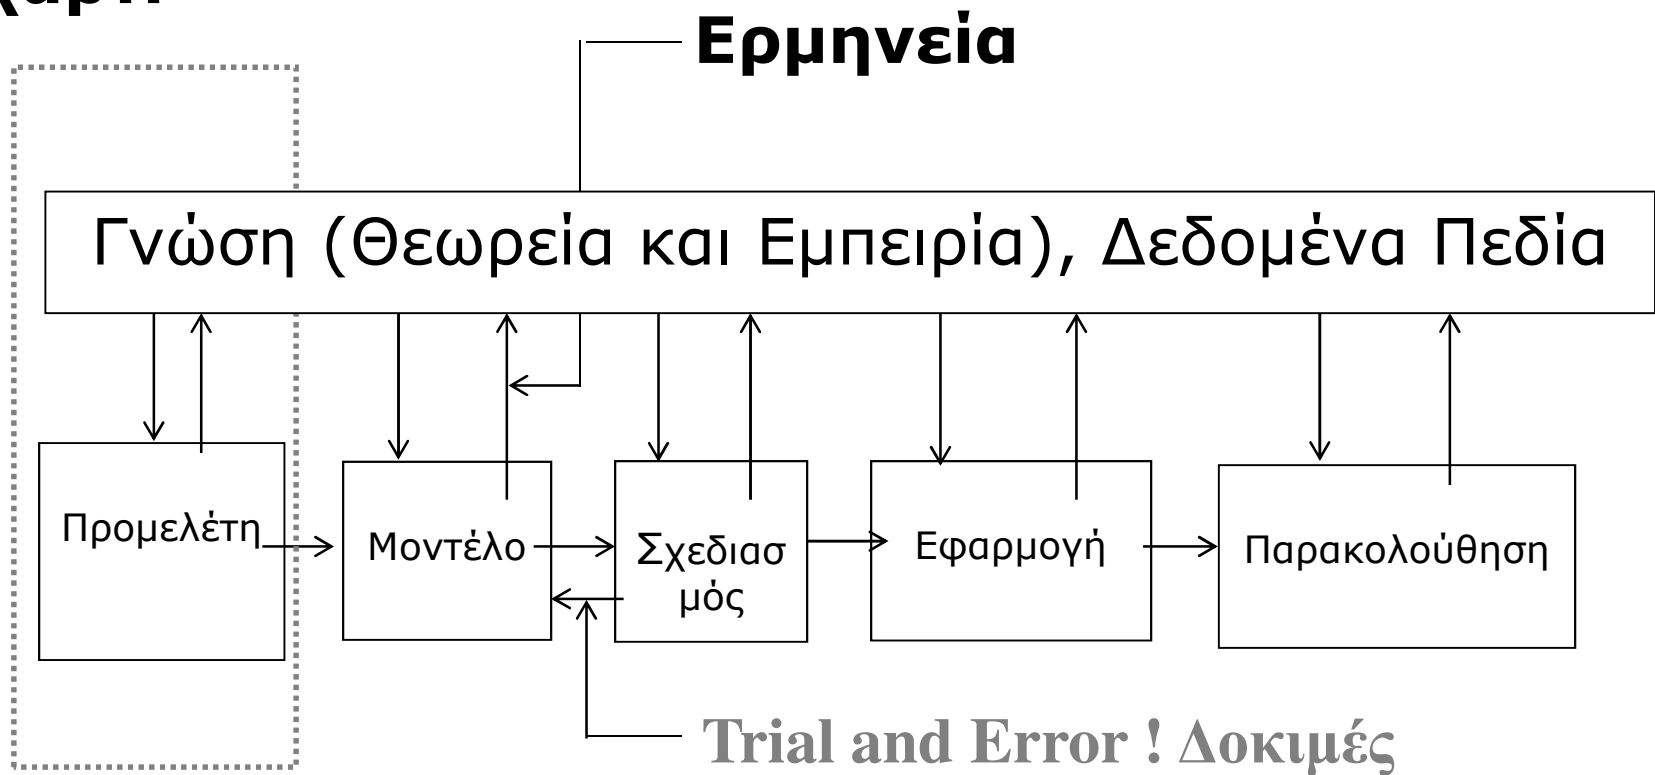 Ερμηνεία
Γνώση (Θεωρεία και Εμπειρία), Δεδομένα Πεδία
Προμελέτη
Μοντέλο
Σχεδιασ
μός
Εφαρμογή
Παρακολούθηση
Trial and Error ! Δοκιμές